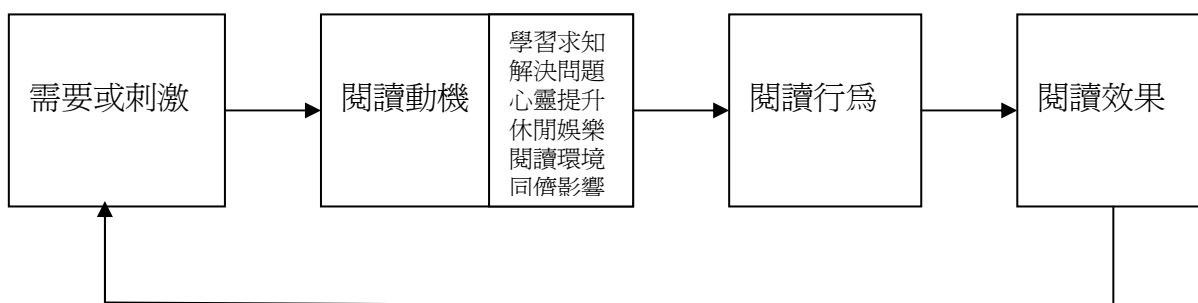 需要或刺激
閱讀動機
學習求知
解決問題
心靈提升
休閒娛樂
閱讀環境
同儕影響
閱讀行為
閱讀效果